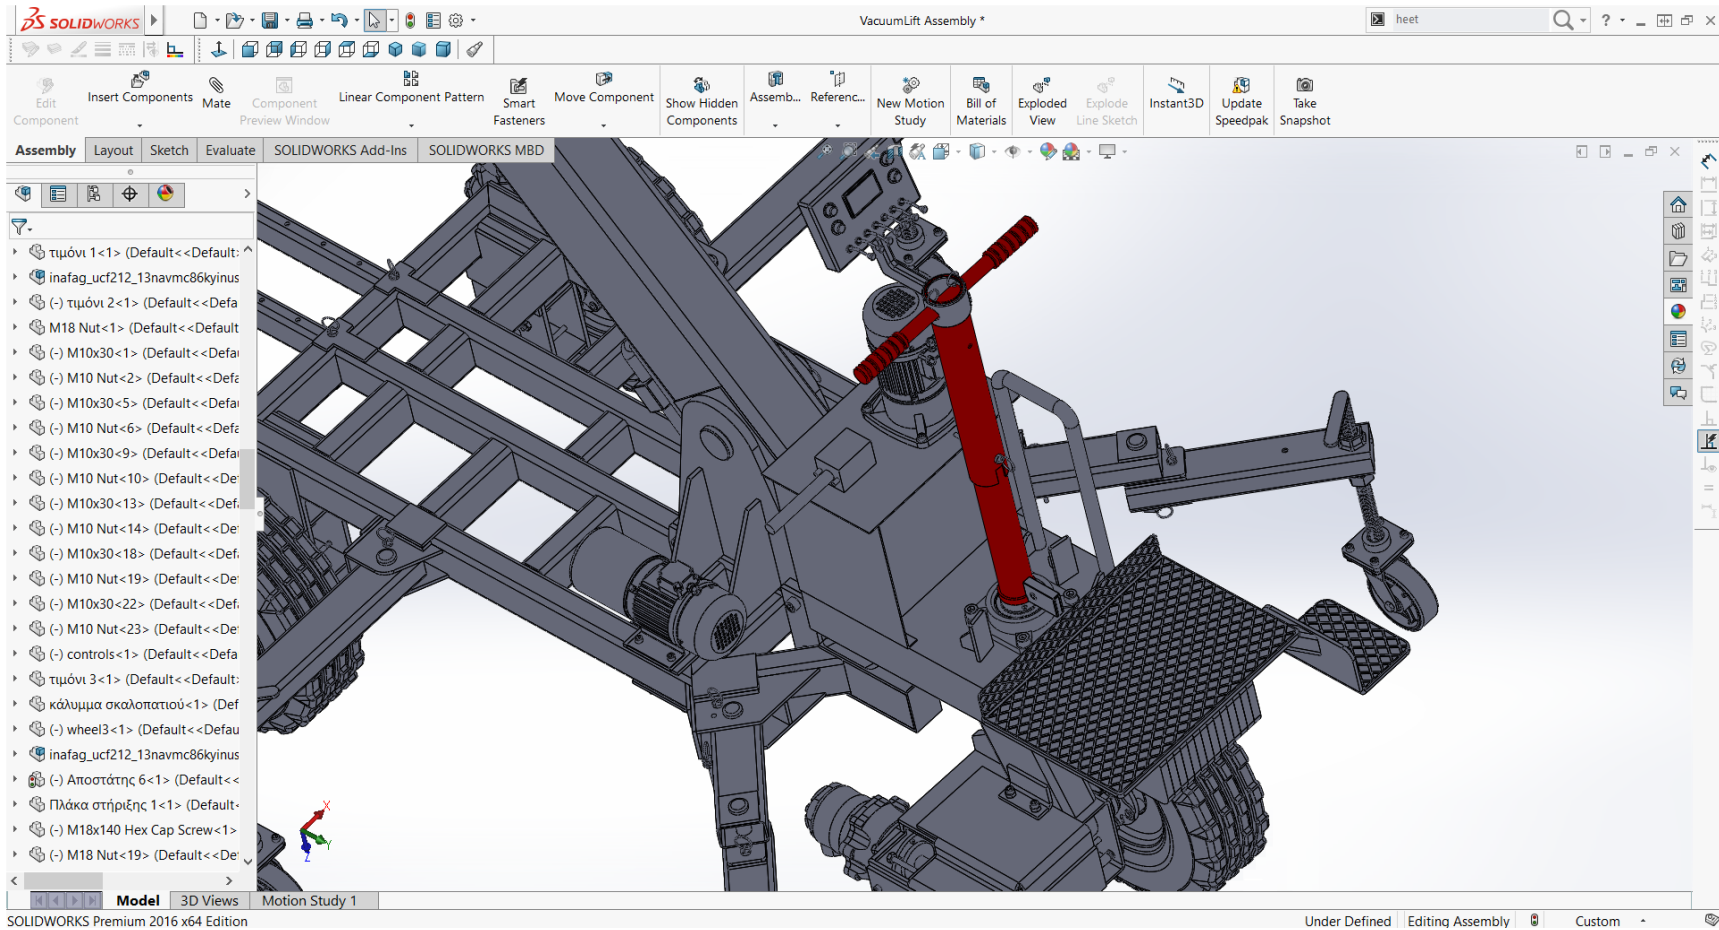 SOLIDWORKS
VacuumLift Assembly *
heet
Edit Component
Insert Components
Mate
Component Preview Window
Linear Component Pattern
Smart Fasteners
Move Component
Show Hidden Components
Assemb...
Referenc...
New Motion Study
Bill of Materials
Exploded View
Explode Line Sketch
Instant3D
Update Speedpak
Take Snapshot
Assembly Layout Sketch Evaluate SOLIDWORKS Add-Ins SOLIDWORKS MBD
τιμόνι 1<1> (Default<<Default
inafag_ucf212_13navmc86kyinus
(-) τιμόνι 2<1> (Default<<Defa
M18 Nut<1> (Default<<Default
(-) M10x30<1> (Default<<Defau
(-) M10 Nut<2> (Default<<Defa
(-) M10x30<5> (Default<<Defau
(-) M10 Nut<6> (Default<<Defa
(-) M10x30<9> (Default<<Defau
(-) M10 Nut<10> (Default<<De
(-) M10x30<13> (Default<<Def
(-) M10 Nut<14> (Default<<De
(-) M10x30<18> (Default<<Def
(-) M10 Nut<19> (Default<<De
(-) M10x30<22> (Default<<Def
(-) M10 Nut<23> (Default<<De
(-) controls<1> (Default<<Defa
τιμόνι 3<1> (Default<<Default
κάλυμμα σκαλοπατιού<1> (Def
(-) wheel3<1> (Default<<Defau
inafag_ucf212_13navmc86kyinus
(-) Αποστάτης 6<1> (Default<<
Πλάκα στήριξης 1<1> (Default<
(-) M18x140 Hex Cap Screw<1>
(-) M18 Nut<19> (Default<<De
X
Y
Z
Model 3D Views Motion Study 1
SOLIDWORKS Premium 2016 x64 Edition
Under Defined Editing Assembly Custom